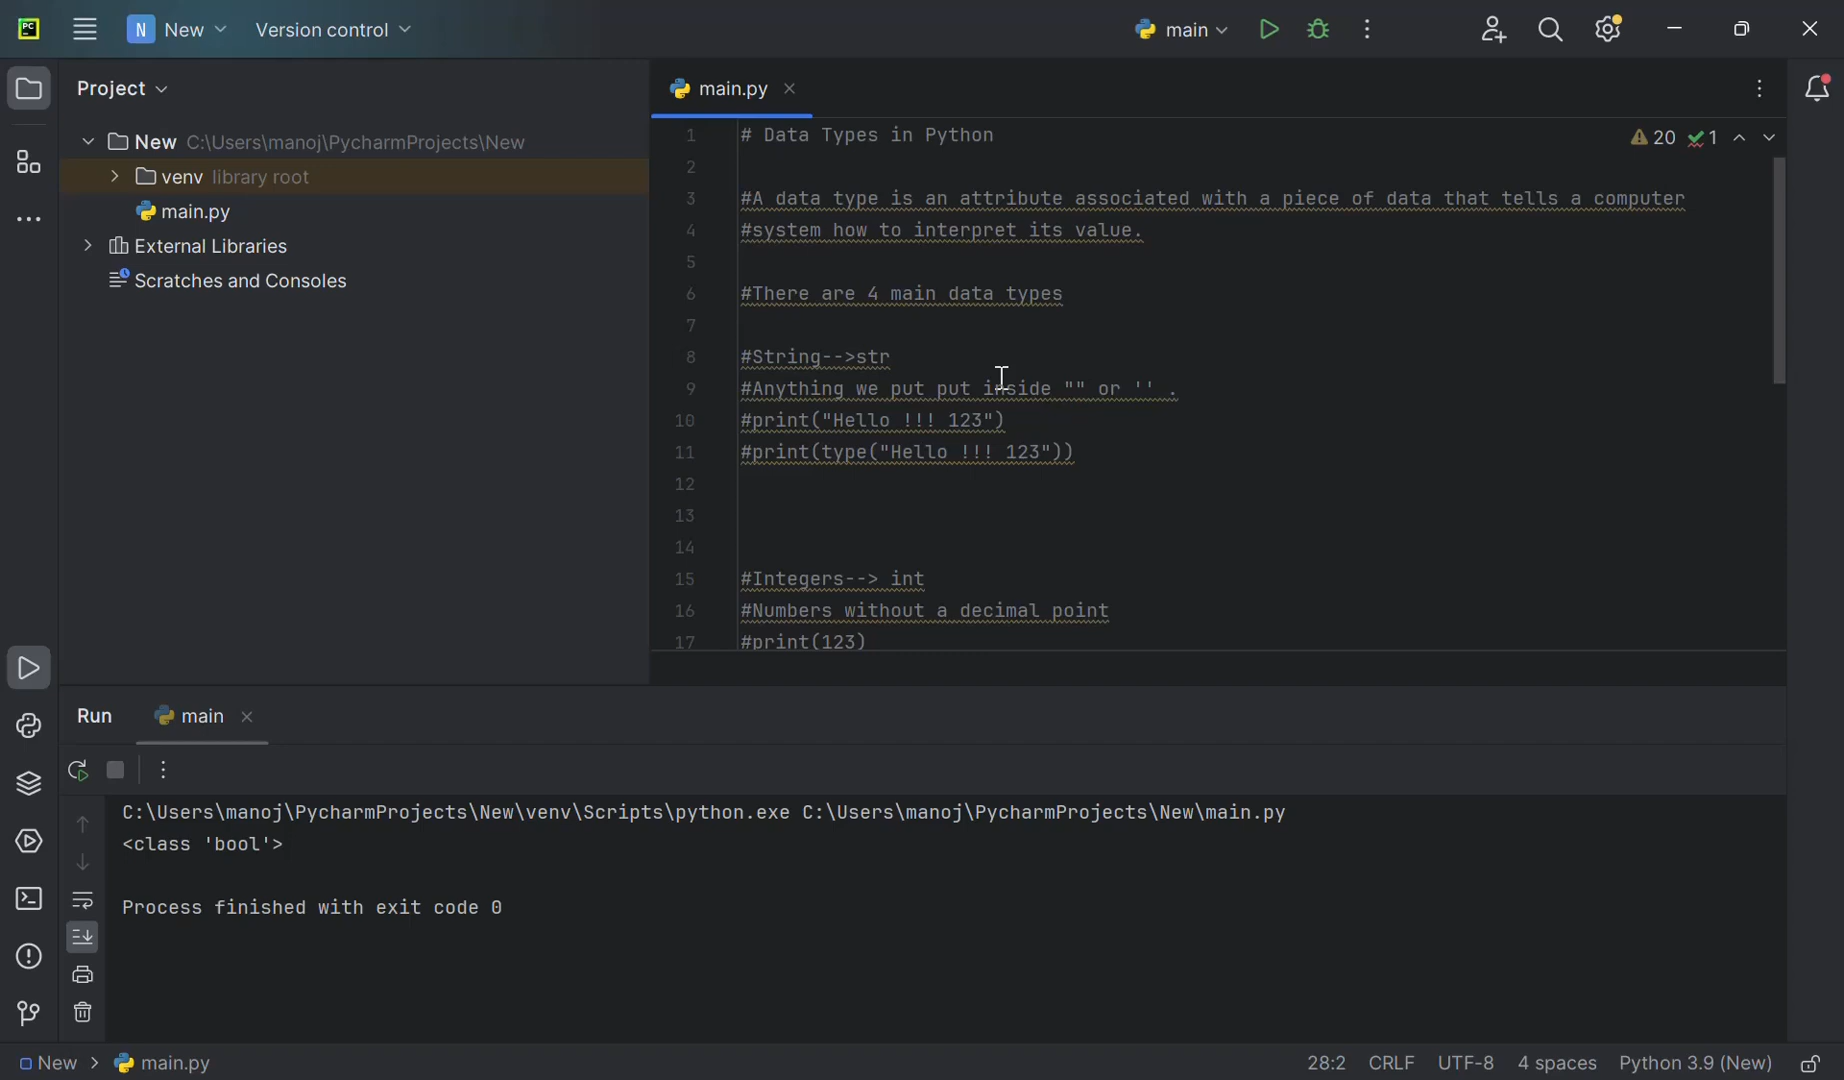 PC
N New
Version control
main
Project
main.py
New C:\Users\manoj\PycharmProjects\New
venv library root
main.py
External Libraries
Scratches and Consoles
20 1
1 # Data Types in Python
2
3 #A data type is an attribute associated with a piece of data that tells a computer
4 #system how to interpret its value.
5
6 #There are 4 main data types
7
8 #String-->str
9 #Anything we put put inside "" or '' .
10 #print("Hello !!! 123")
11 #print(type("Hello !!! 123"))
12
13
14
15 #Integers--> int
16 #Numbers without a decimal point
17 #print(123)
Run
main
C:\Users\manoj\PycharmProjects\New\venv\Scripts\python.exe C:\Users\manoj\PycharmProjects\New\main.py
<class 'bool'>
Process finished with exit code 0
New > main.py
28:2 CRLF UTF-8 4 spaces Python 3.9 (New)